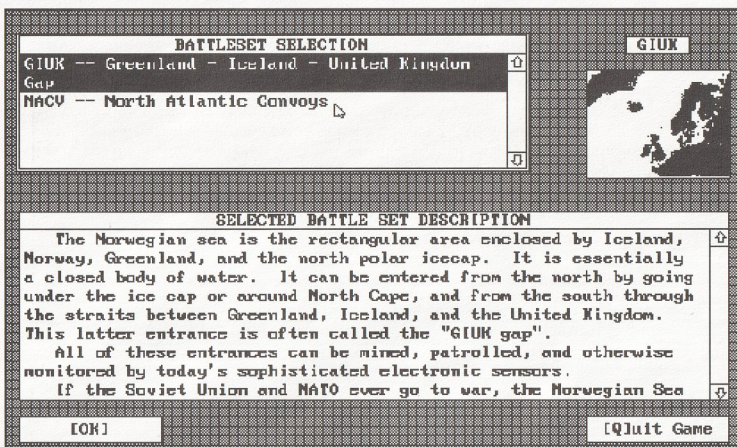 BATTLESET SELECTION
GIUK -- Greenland - Iceland - United Kingdom
Gap
NACV -- North Atlantic Convoys
GIUK
SELECTED BATTLE SET DESCRIPTION
The Norwegian sea is the rectangular area enclosed by Iceland,
Norway, Greenland, and the north polar icecap. It is essentially
a closed body of water. It can be entered from the north by going
under the ice cap or around North Cape, and from the south through
the straits between Greenland, Iceland, and the United Kingdom.
This latter entrance is often called the "GIUK gap".
All of these entrances can be mined, patrolled, and otherwise
monitored by today's sophisticated electronic sensors.
If the Soviet Union and NATO ever go to war, the Norwegian Sea
[OK]
[Q]uit Game